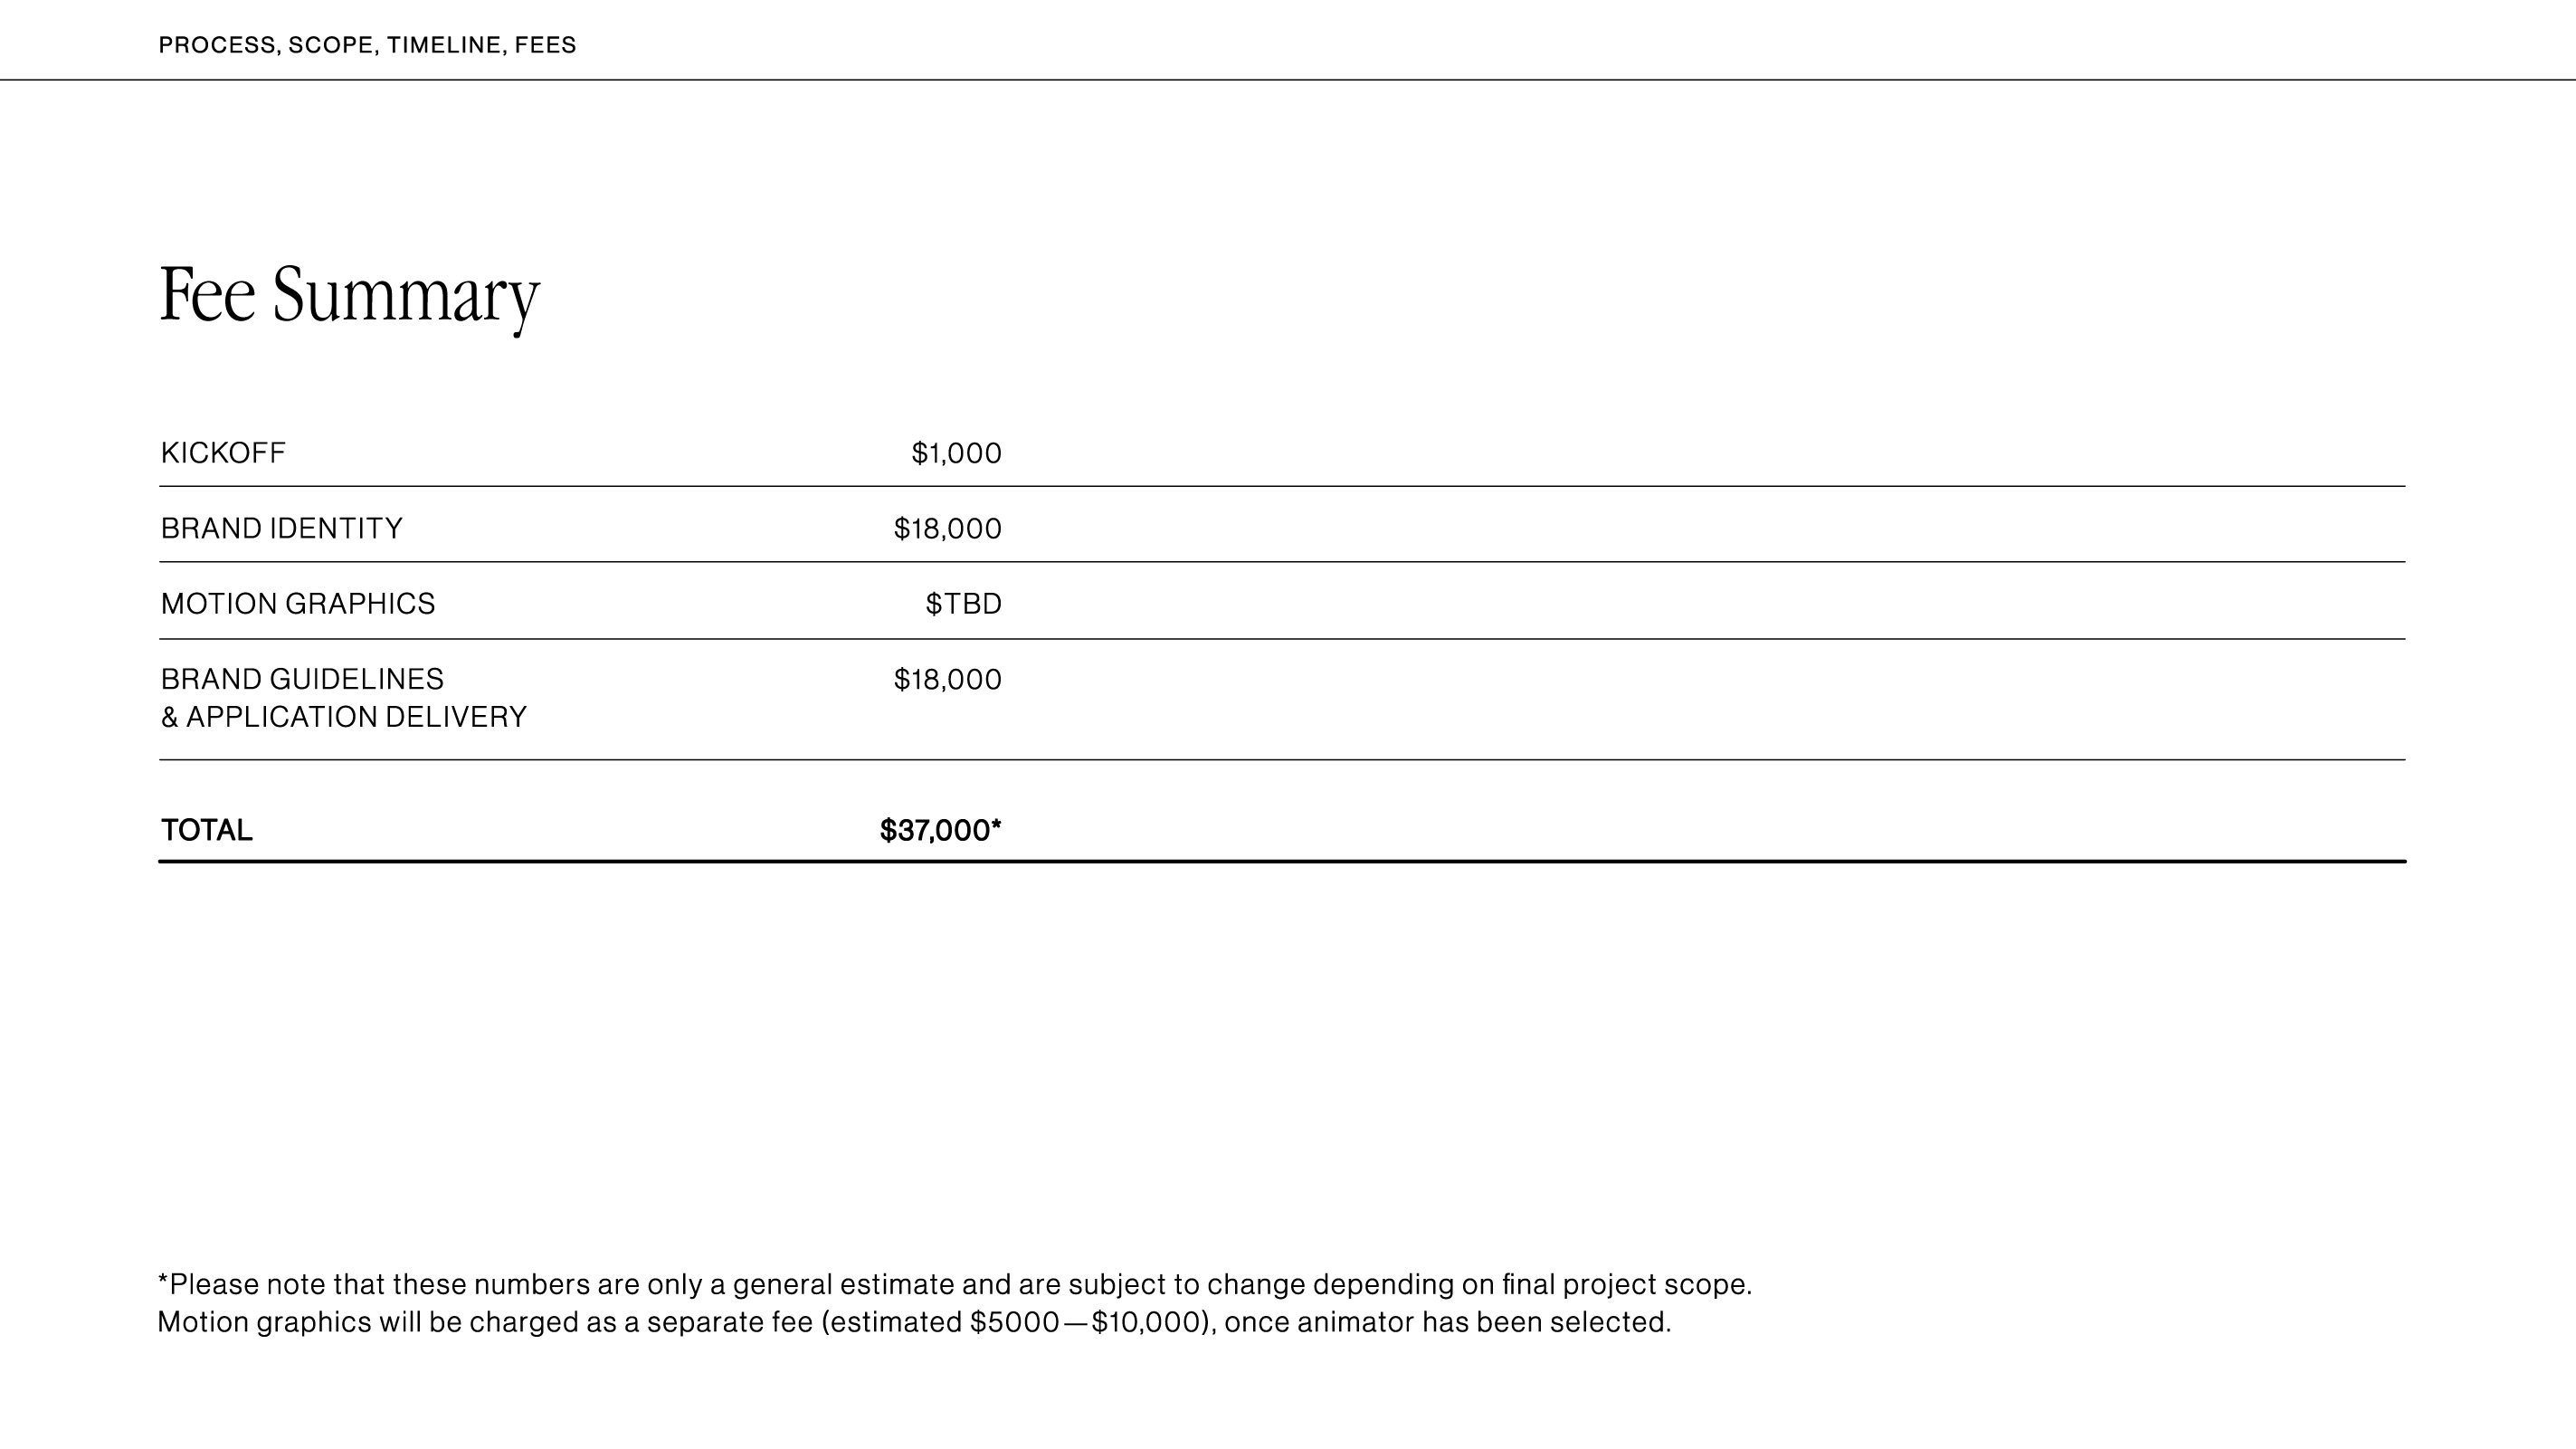 PROCESS, SCOPE, TIMELINE, FEES
Fee Summary
KICKOFF $1,000
BRAND IDENTITY $18,000
MOTION GRAPHICS $TBD
BRAND GUIDELINES $18,000
& APPLICATION DELIVERY
TOTAL $37,000*
*Please note that these numbers are only a general estimate and are subject to change depending on final project scope.
Motion graphics will be charged as a separate fee (estimated $5000—$10,000), once animator has been selected.